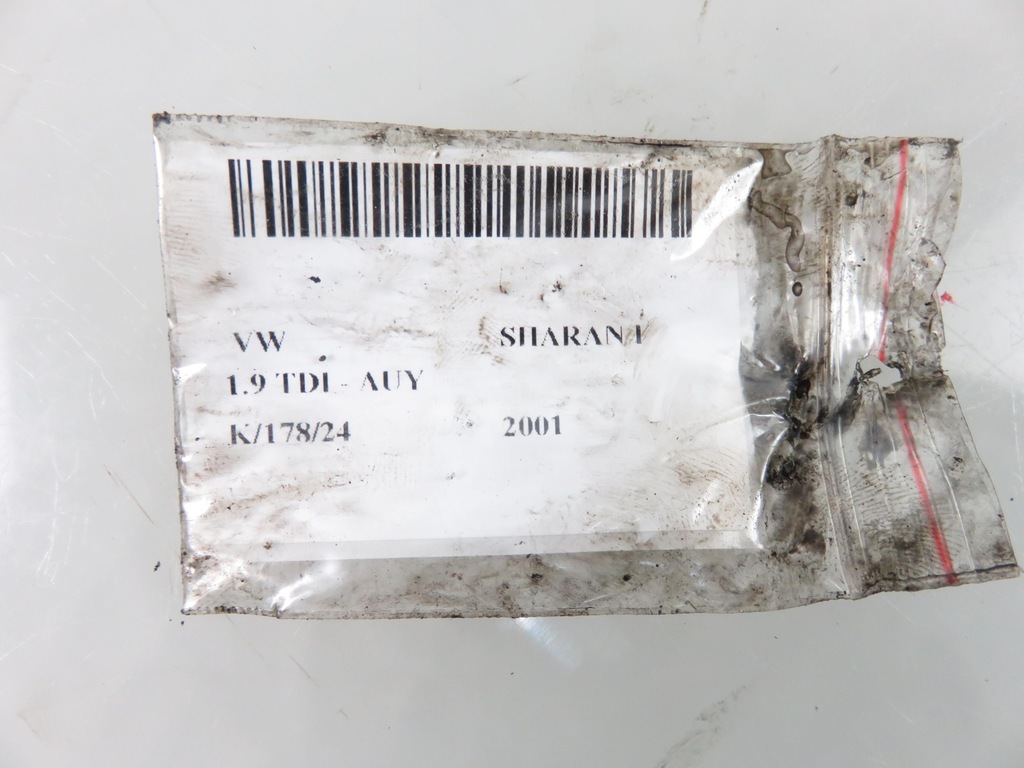 VW SHARAN I
1.9 TDI - AUY
K/178/24 2001